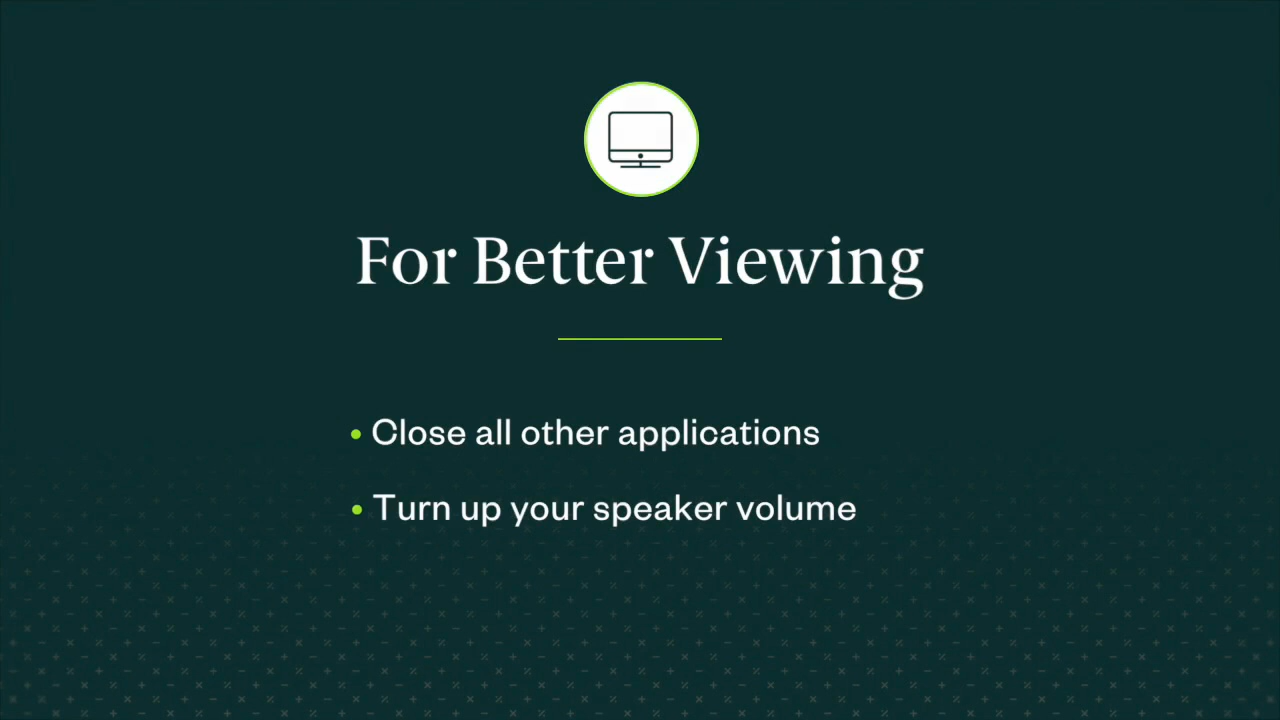 For Better Viewing
• Close all other applications
• Turn up your speaker volume